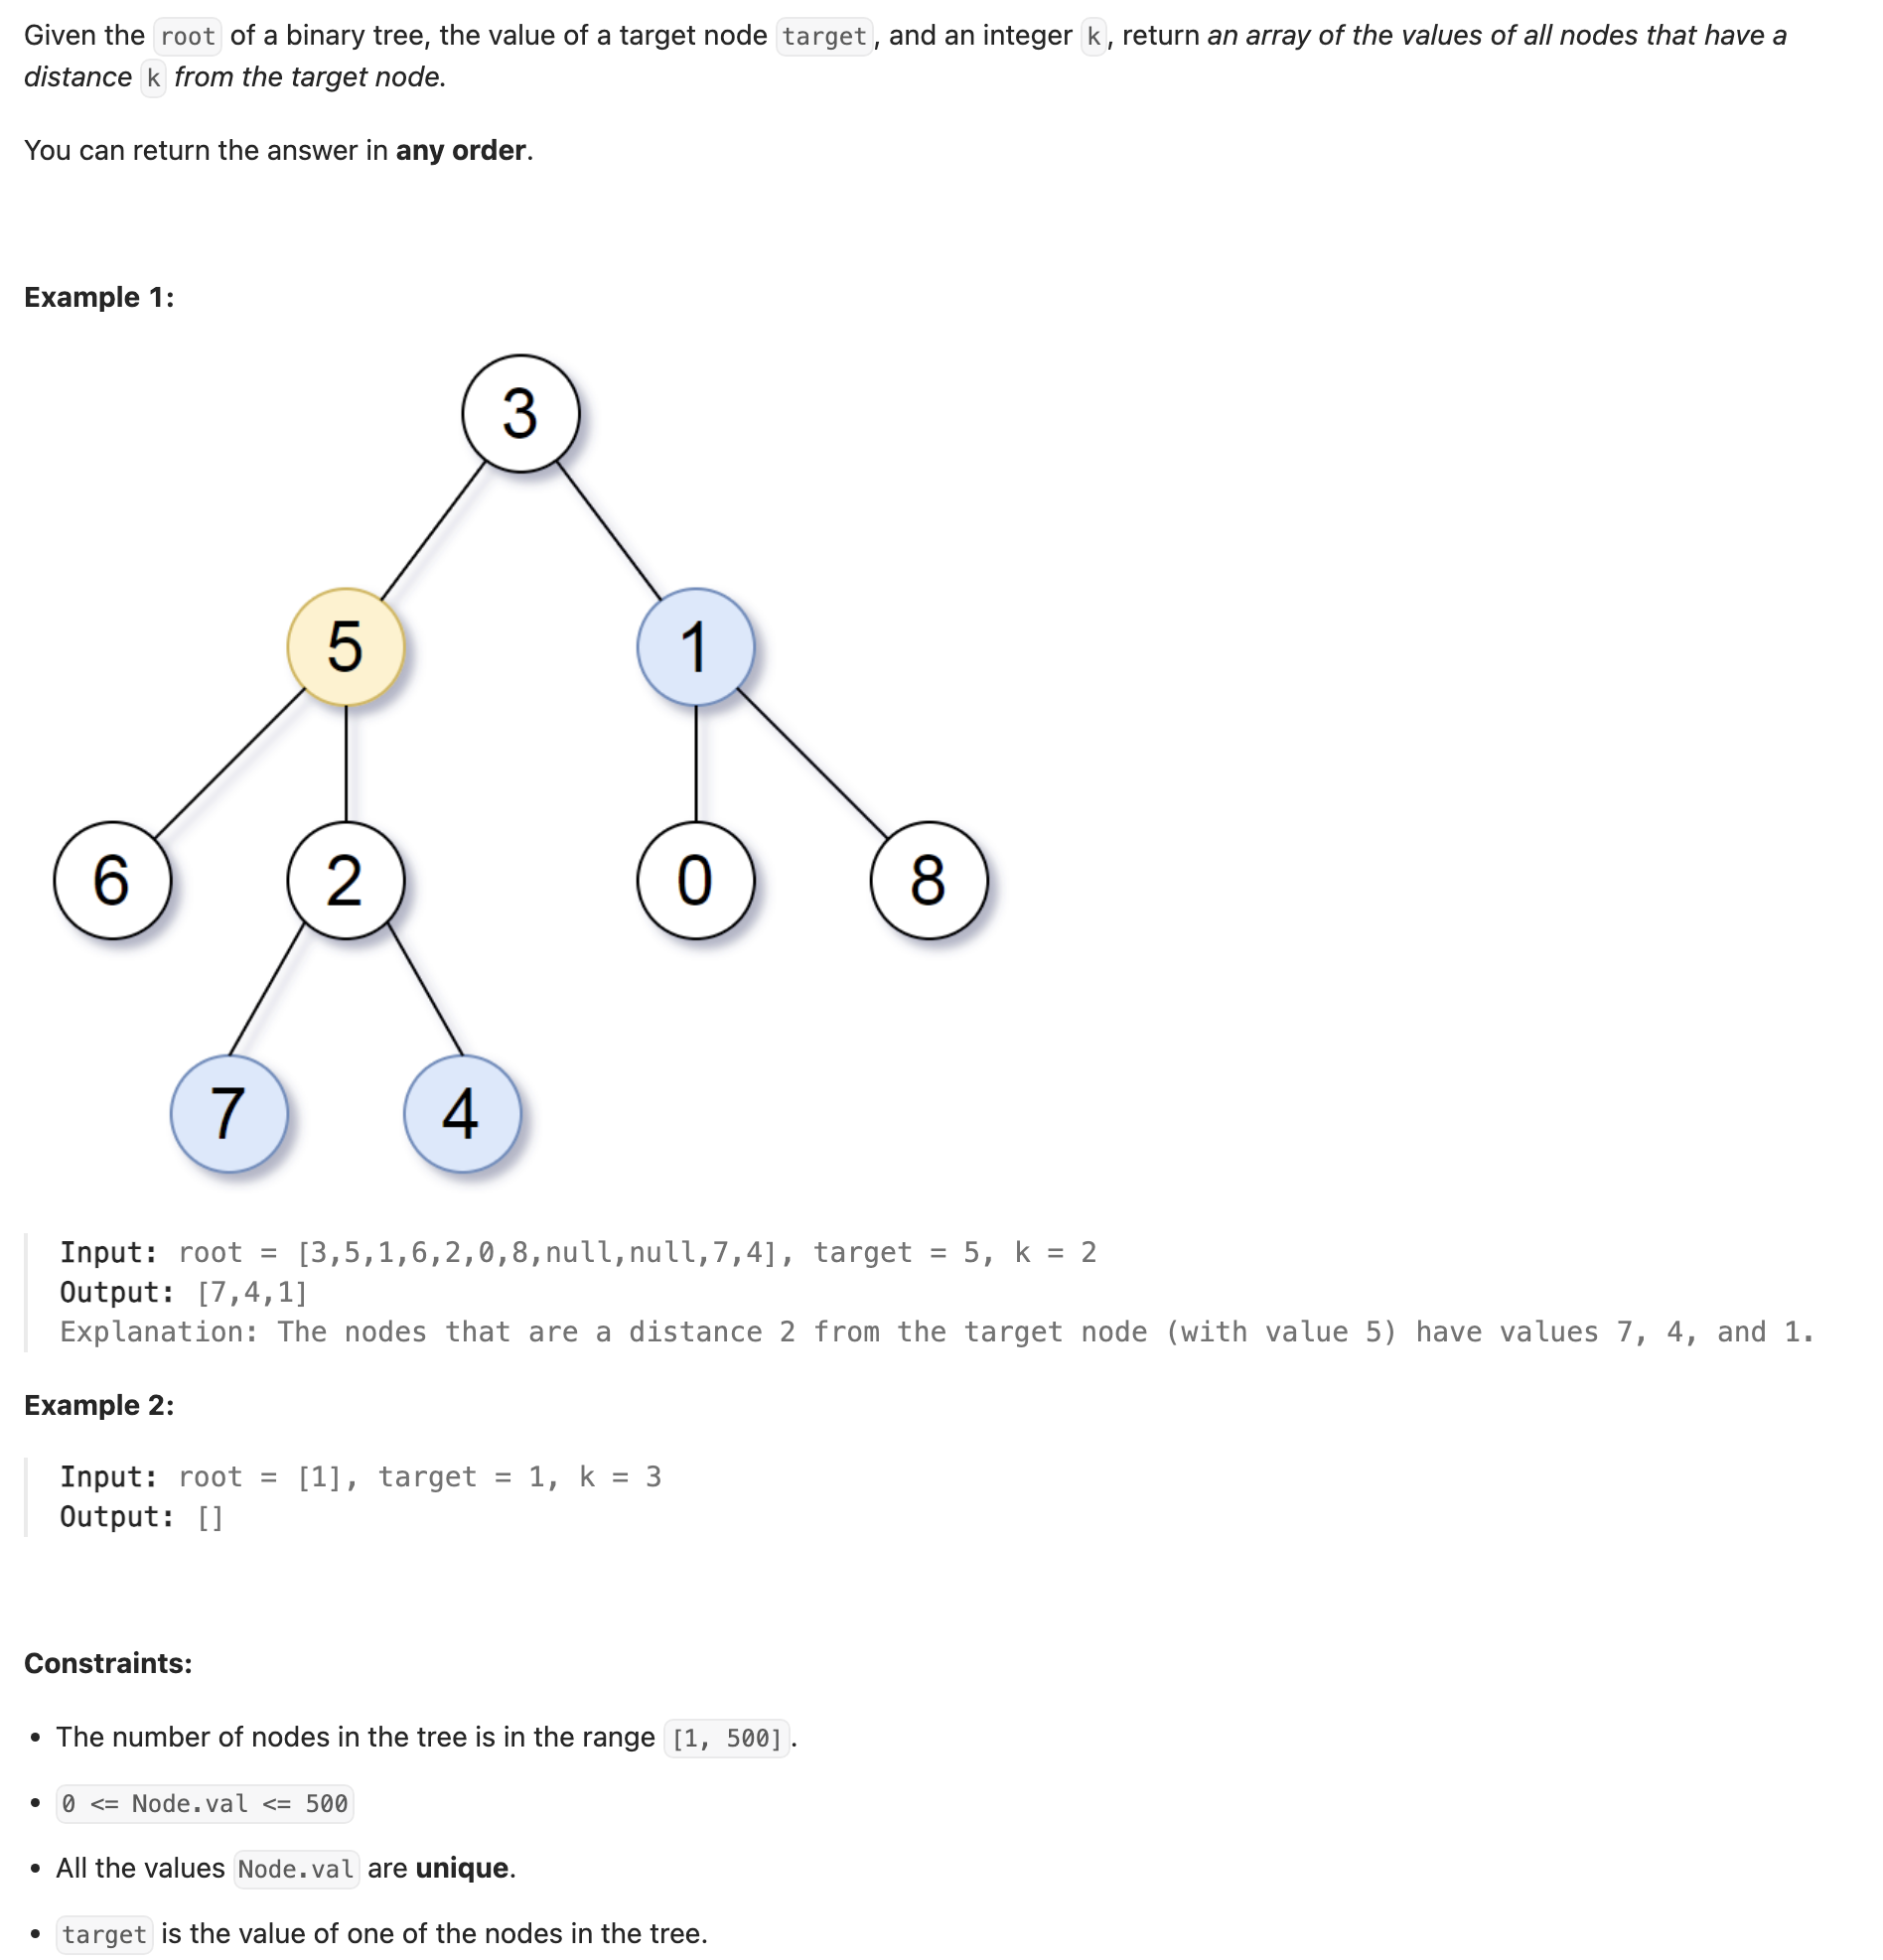 Given the root of a binary tree, the value of a target node target, and an integer k, return an array of the values of all nodes that have a
distance k from the target node.
You can return the answer in any order.
Example 1:
3
5 1
6 2 0 8
7 4
Input: root = [3,5,1,6,2,0,8,null,null,7,4], target = 5, k = 2
Output: [7,4,1]
Explanation: The nodes that are a distance 2 from the target node (with value 5) have values 7, 4, and 1.
Example 2:
Input: root = [1], target = 1, k = 3
Output: []
Constraints:
• The number of nodes in the tree is in the range [1, 500].
• 0 <= Node.val <= 500
• All the values Node.val are unique.
• target is the value of one of the nodes in the tree.